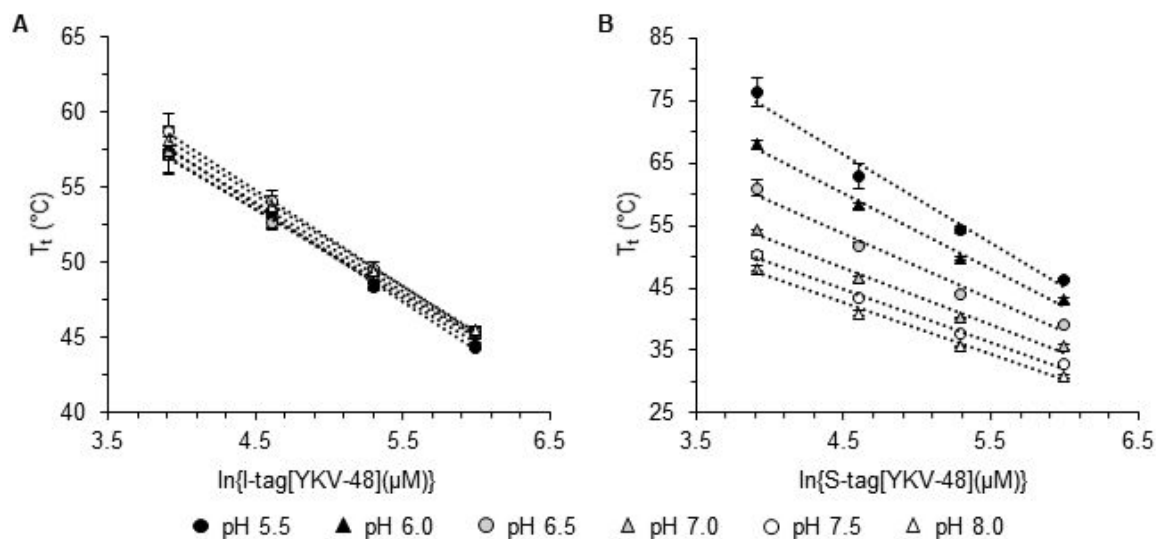 A
65
60
55
50
45
40
Tt (°C)
3.5 4.5 5.5 6.5
ln{I-tag[YKV-48](µM)}
B
85
75
65
55
45
35
25
Tt (°C)
3.5 4.5 5.5 6.5
ln{S-tag[YKV-48](µM)}
pH 5.5 pH 6.0 pH 6.5 pH 7.0 pH 7.5 pH 8.0